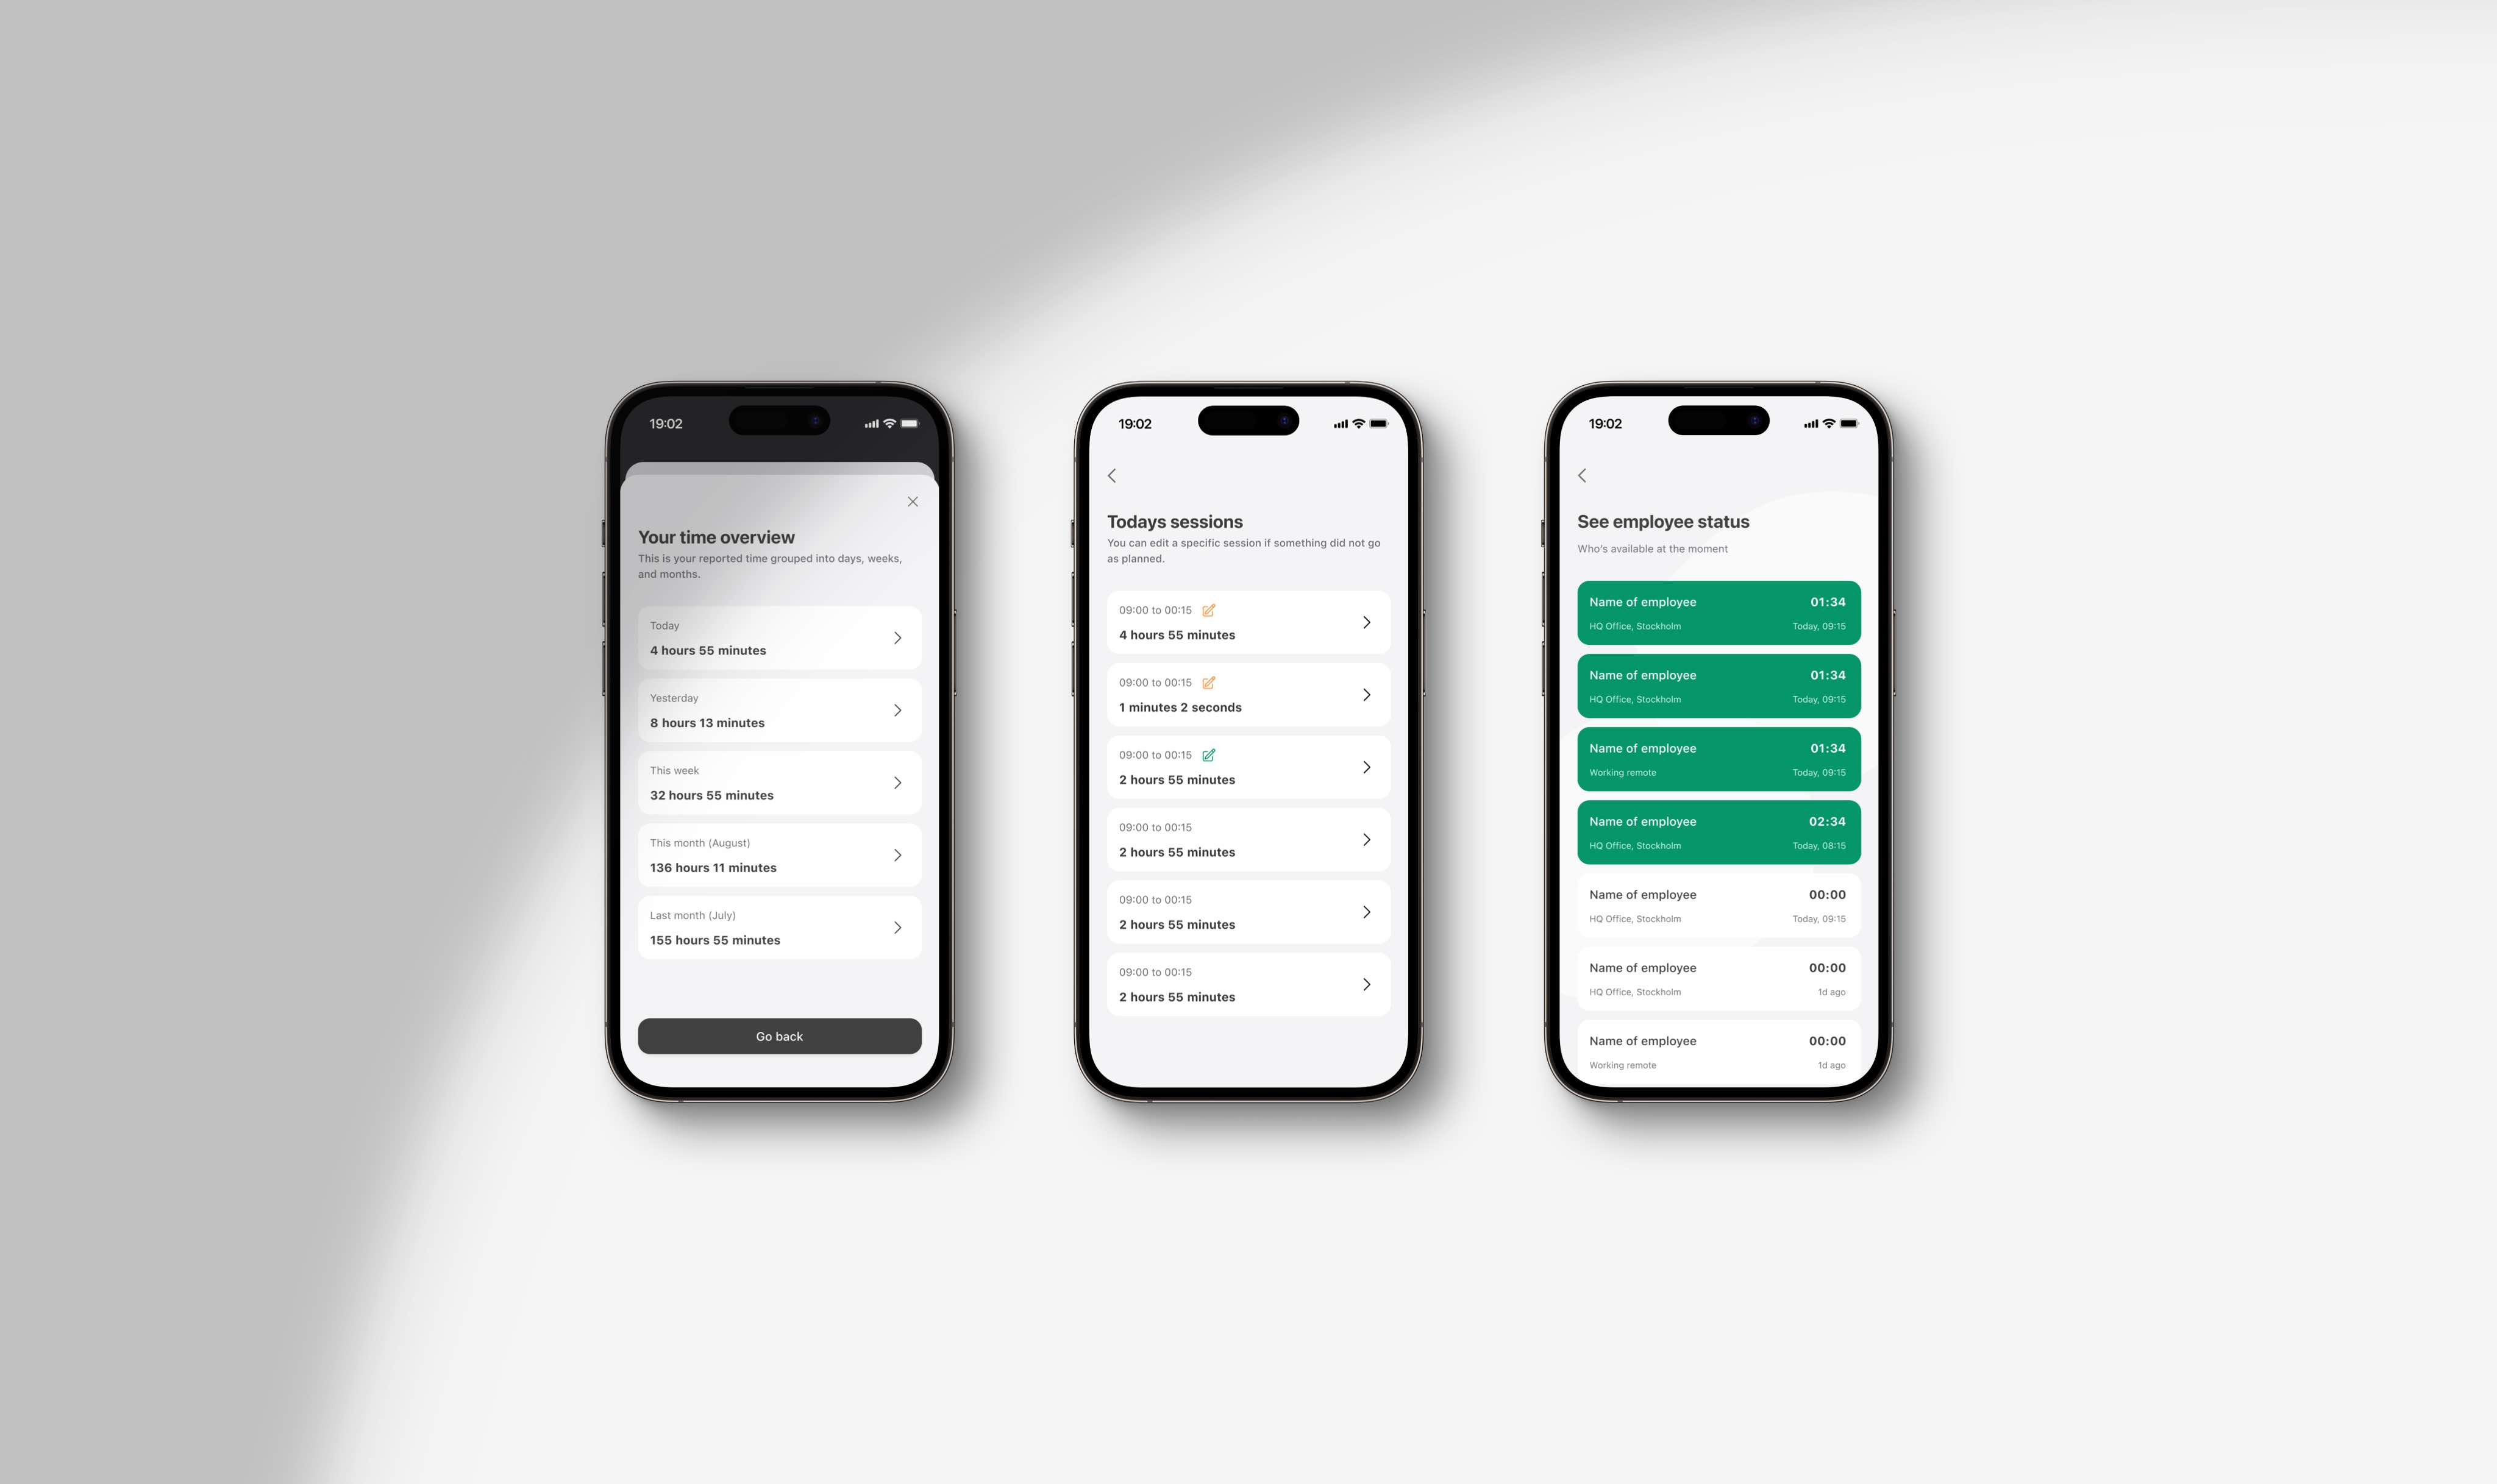 19:02
Your time overview
This is your reported time grouped into days, weeks,
and months.
Today
4 hours 55 minutes
Yesterday
8 hours 13 minutes
This week
32 hours 55 minutes
This month (August)
136 hours 11 minutes
Last month (July)
155 hours 55 minutes
Go back
19:02
Todays sessions
You can edit a specific session if something did not go
as planned.
09:00 to 00:15
4 hours 55 minutes
09:00 to 00:15
1 minutes 2 seconds
09:00 to 00:15
2 hours 55 minutes
09:00 to 00:15
2 hours 55 minutes
09:00 to 00:15
2 hours 55 minutes
09:00 to 00:15
2 hours 55 minutes
19:02
See employee status
Who's available at the moment
Name of employee 01:34
HQ Office, Stockholm Today, 09:15
Name of employee 01:34
HQ Office, Stockholm Today, 09:15
Name of employee 01:34
Working remote Today, 09:15
Name of employee 02:34
HQ Office, Stockholm Today, 08:15
Name of employee 00:00
HQ Office, Stockholm Today, 09:15
Name of employee 00:00
HQ Office, Stockholm 1d ago
Name of employee 00:00
Working remote 1d ago